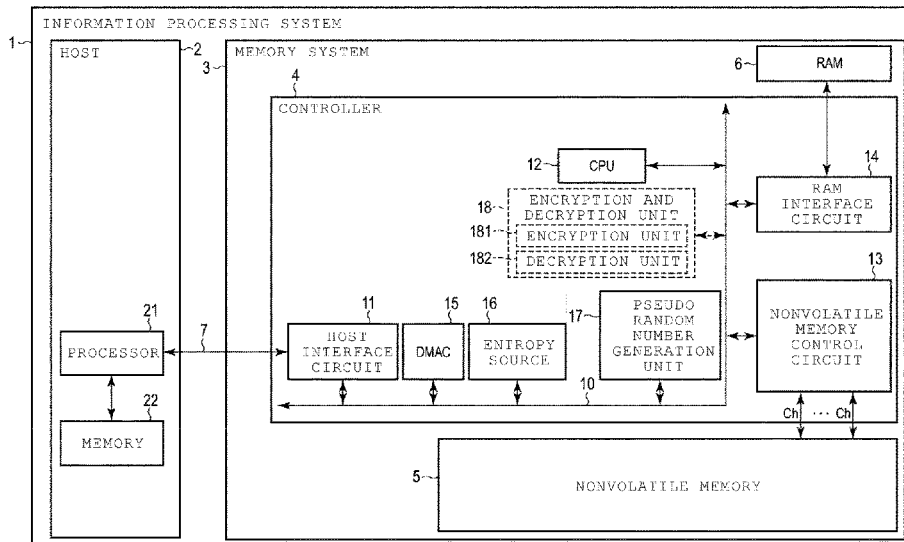 INFORMATION PROCESSING SYSTEM
1
HOST
2
MEMORY SYSTEM
3
4
CONTROLLER
6
RAM
12
CPU
14
RAM
INTERFACE
CIRCUIT
18
ENCRYPTION AND
DECRYPTION UNIT
181
ENCRYPTION UNIT
182
DECRYPTION UNIT
13
NONVOLATILE
MEMORY
CONTROL
CIRCUIT
21
PROCESSOR
7
11
HOST
INTERFACE
CIRCUIT
15
DMAC
16
ENTROPY
SOURCE
17
PSEUDO
RANDOM
NUMBER
GENERATION
UNIT
10
22
MEMORY
Ch ... Ch
5
NONVOLATILE MEMORY